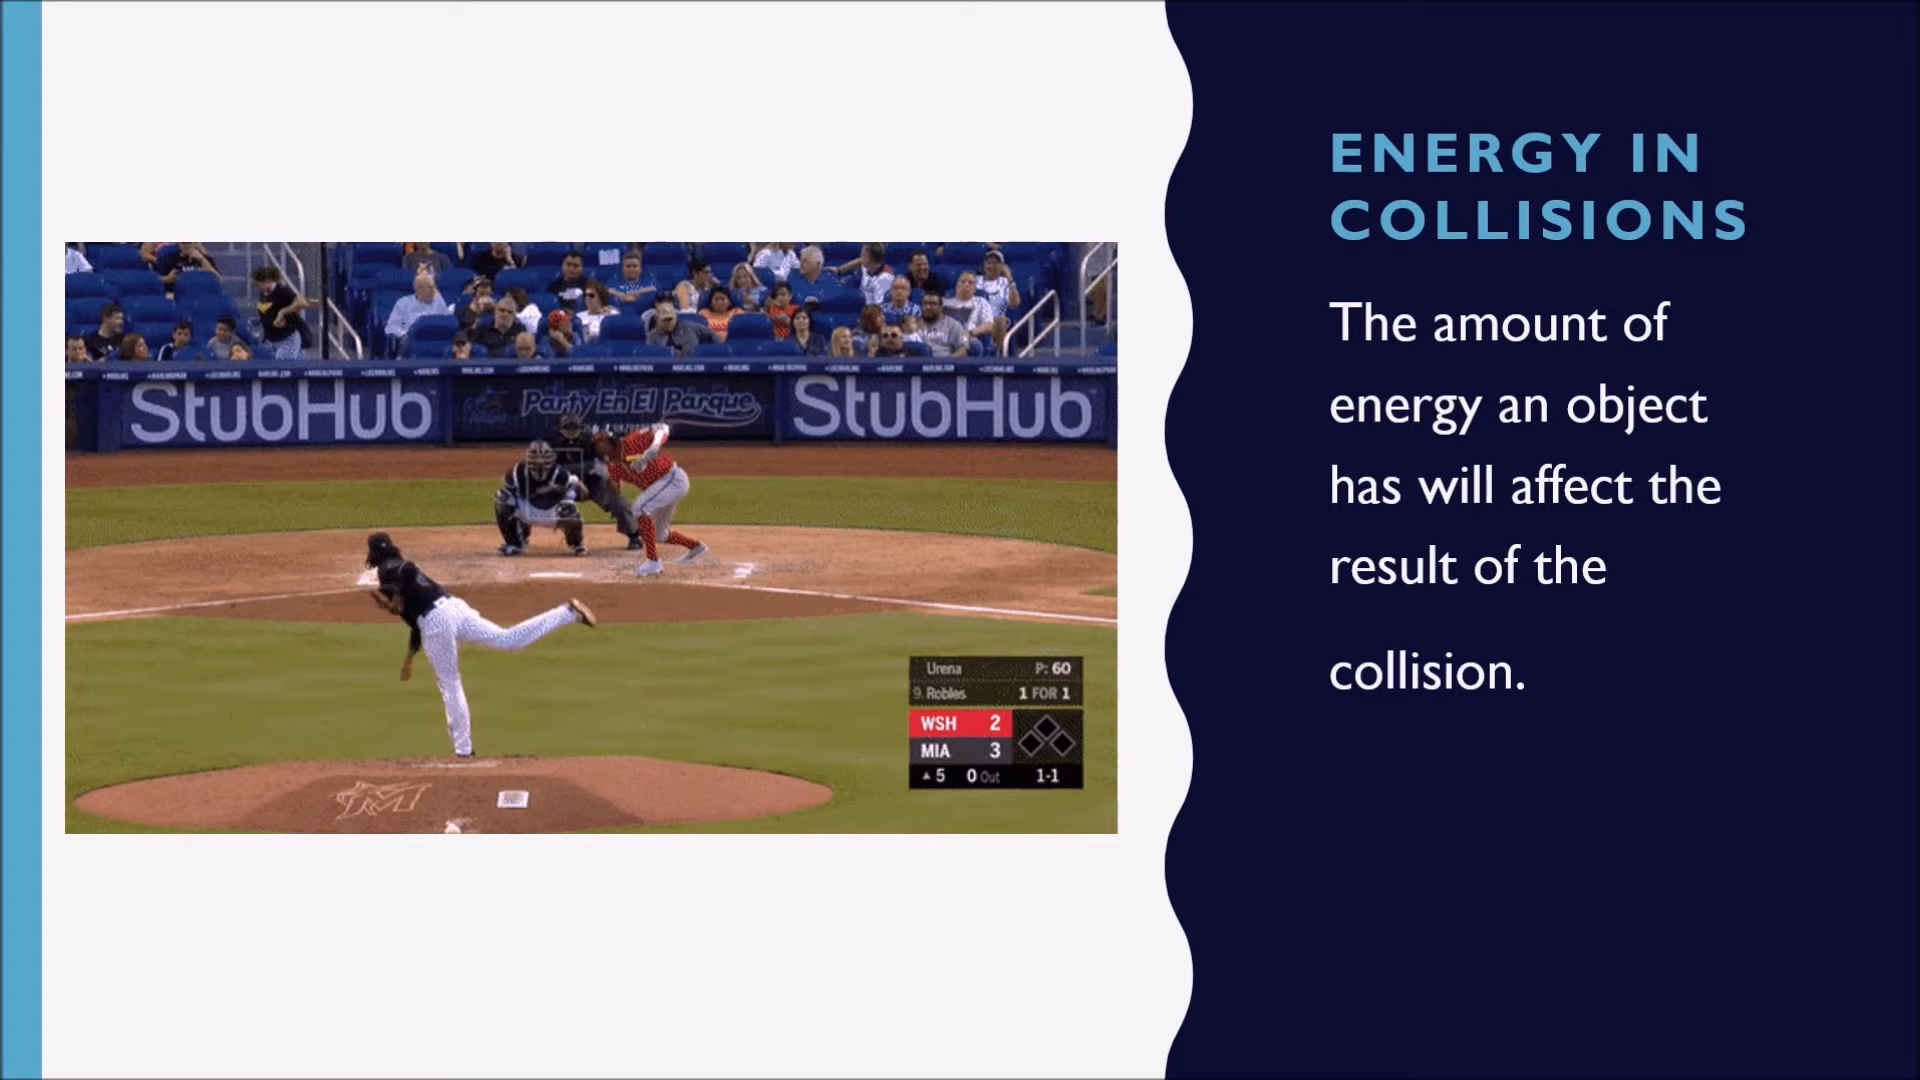 ENERGY IN
COLLISIONS
The amount of
energy an object
has will affect the
result of the
collision.
StubHub
Party En El Parque
StubHub
Urena P: 60
9. Robles 1 FOR 1
WSH 2
MIA 3
▲ 5 0 Out 1-1